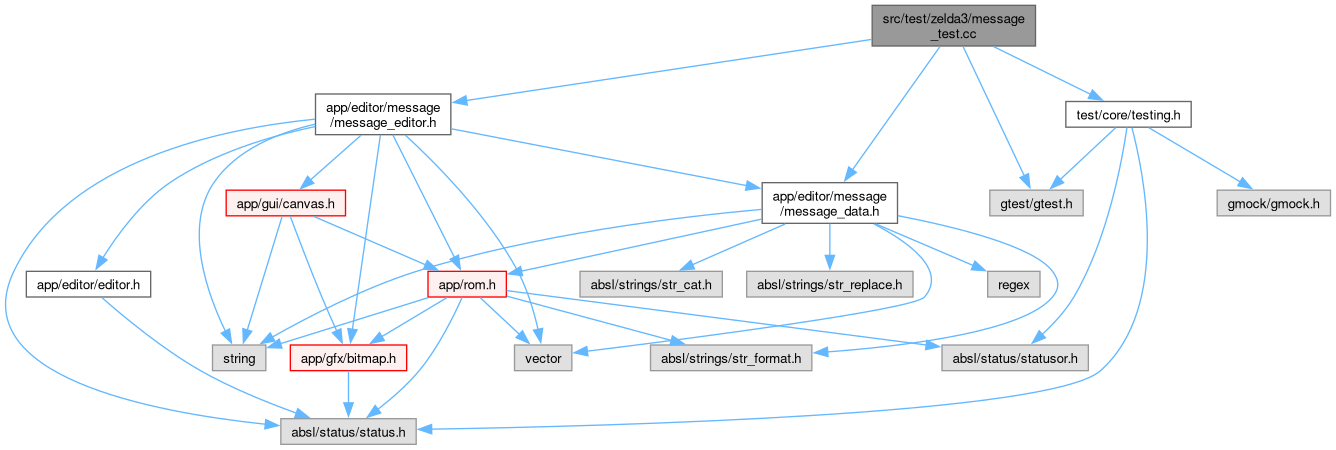 src/test/zelda3/message
_test.cc
app/editor/message
/message_editor.h
test/core/testing.h
app/gui/canvas.h
app/editor/message
/message_data.h
gtest/gtest.h
gmock/gmock.h
app/editor/editor.h
app/rom.h
absl/strings/str_cat.h
absl/strings/str_replace.h
regex
string
app/gfx/bitmap.h
vector
absl/strings/str_format.h
absl/status/statusor.h
absl/status/status.h